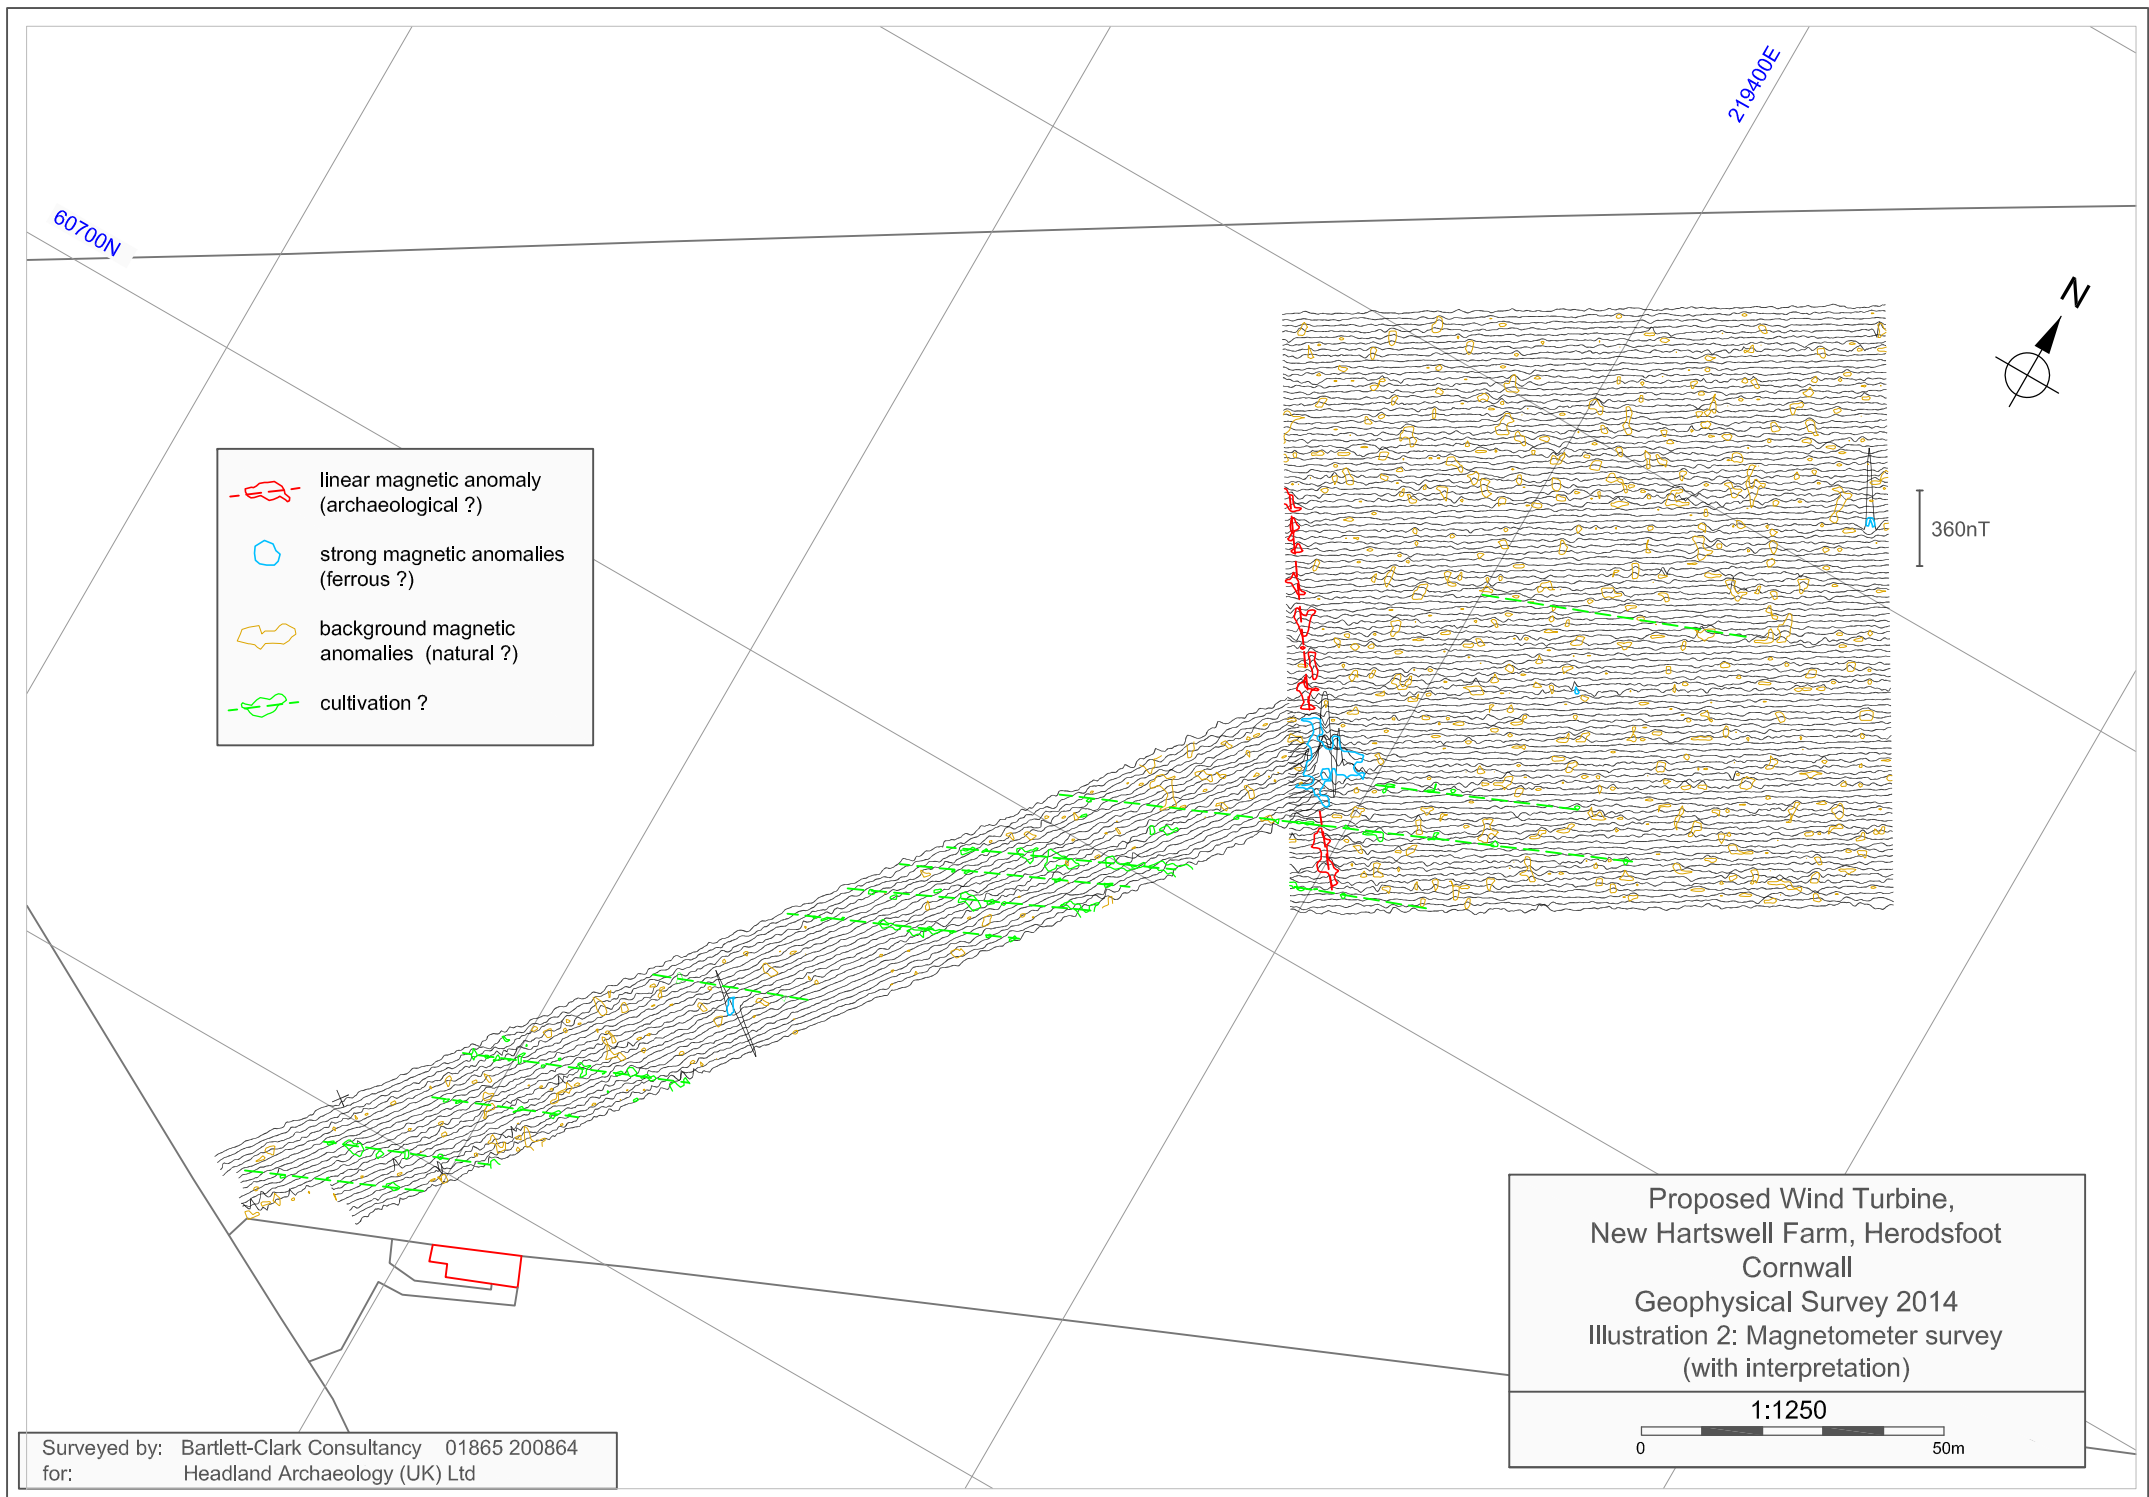 219400E
60700N
N
linear magnetic anomaly
(archaeological ?)
strong magnetic anomalies
(ferrous ?)
background magnetic
anomalies (natural ?)
cultivation ?
360nT
Proposed Wind Turbine,
New Hartswell Farm, Herodsfoot
Cornwall
Geophysical Survey 2014
Illustration 2: Magnetometer survey
(with interpretation)
1:1250
0 50m
Surveyed by: Bartlett-Clark Consultancy 01865 200864
for: Headland Archaeology (UK) Ltd